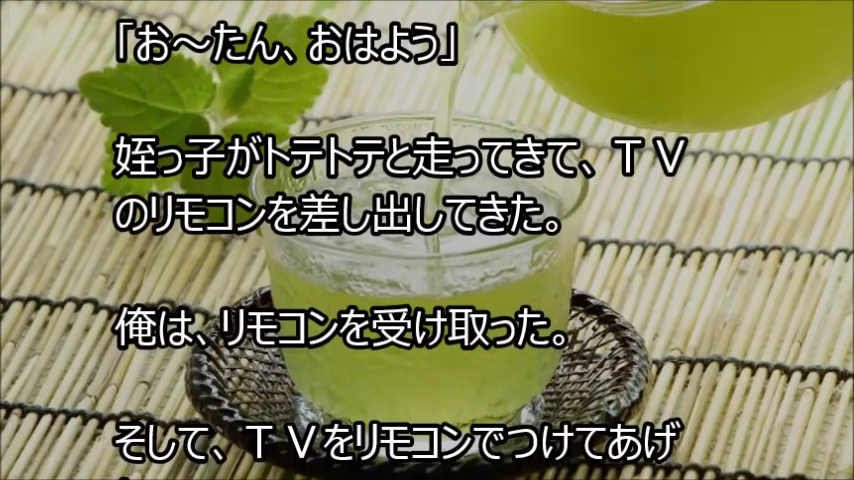 「お～たん、おはよう」
姪っ子がトテトテと走ってきて、ＴＶ
のリモコンを差し出してきた。
俺は、リモコンを受け取った。
そして、ＴＶをリモコンでつけてあげ